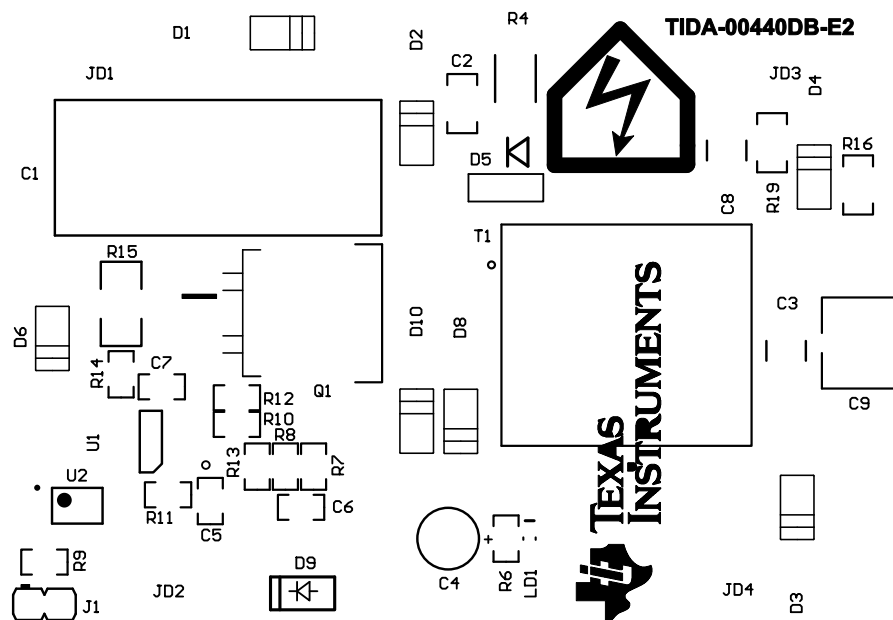 D1
D2
R4
TIDA-00440DB-E2
JD1
C2
JD3
D4
C1
D5
R16
R19
C8
T1
R15
D6
D10
D8
C3
R14
C7
Q1
R12
R10
C9
U1
R8
R13
R7
U2
R11
C5
C6
TEXAS
INSTRUMENTS
+
R9
D9
C4
R6
LD1
J1
JD2
JD4
D3